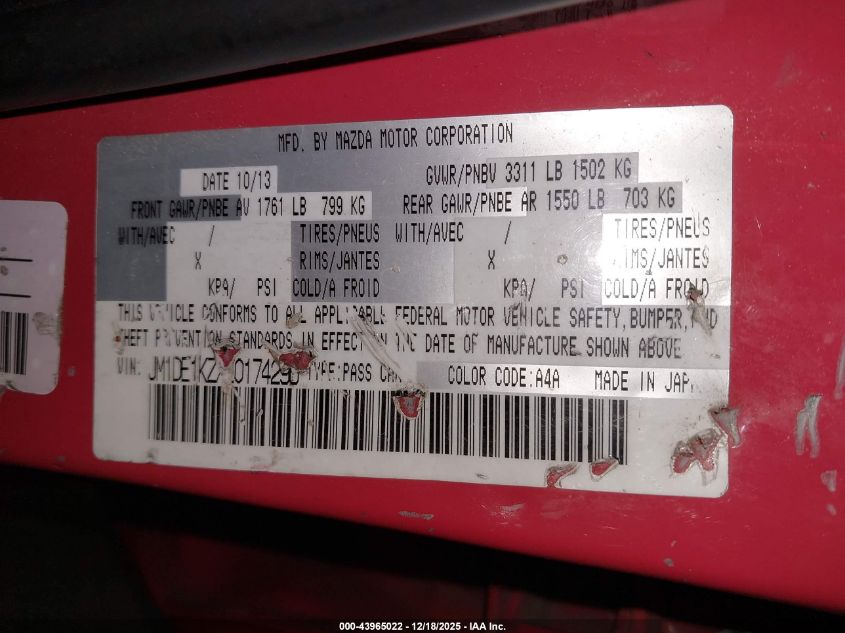 MFD. BY MAZDA MOTOR CORPORATION
DATE 10/13 GVWR/PNBV 3311 LB 1502 KG
FRONT GAWR/PNBE AV 1761 LB 799 KG REAR GAWR/PNBE AR 1550 LB 703 KG
WITH/AVEC / TIRES/PNEUS WITH/AVEC / TIRES/PNEUS
X RIMS/JANTES X RIMS/JANTES
KPA/ PSI COLD/A FROID KPA/ PSI COLD/A FROID
THIS VEHICLE CONFORMS TO ALL APPLICABLE FEDERAL MOTOR VEHICLE SAFETY, BUMPER, AND
THEFT PREVENTION STANDARDS IN EFFECT ON THE DATE OF MANUFACTURE SHOWN ABOVE
VIN: TYPE:PASS CAR COLOR CODE:A4A MADE IN JAPAN
000-43965022 - 12/18/2025 - IAA Inc.